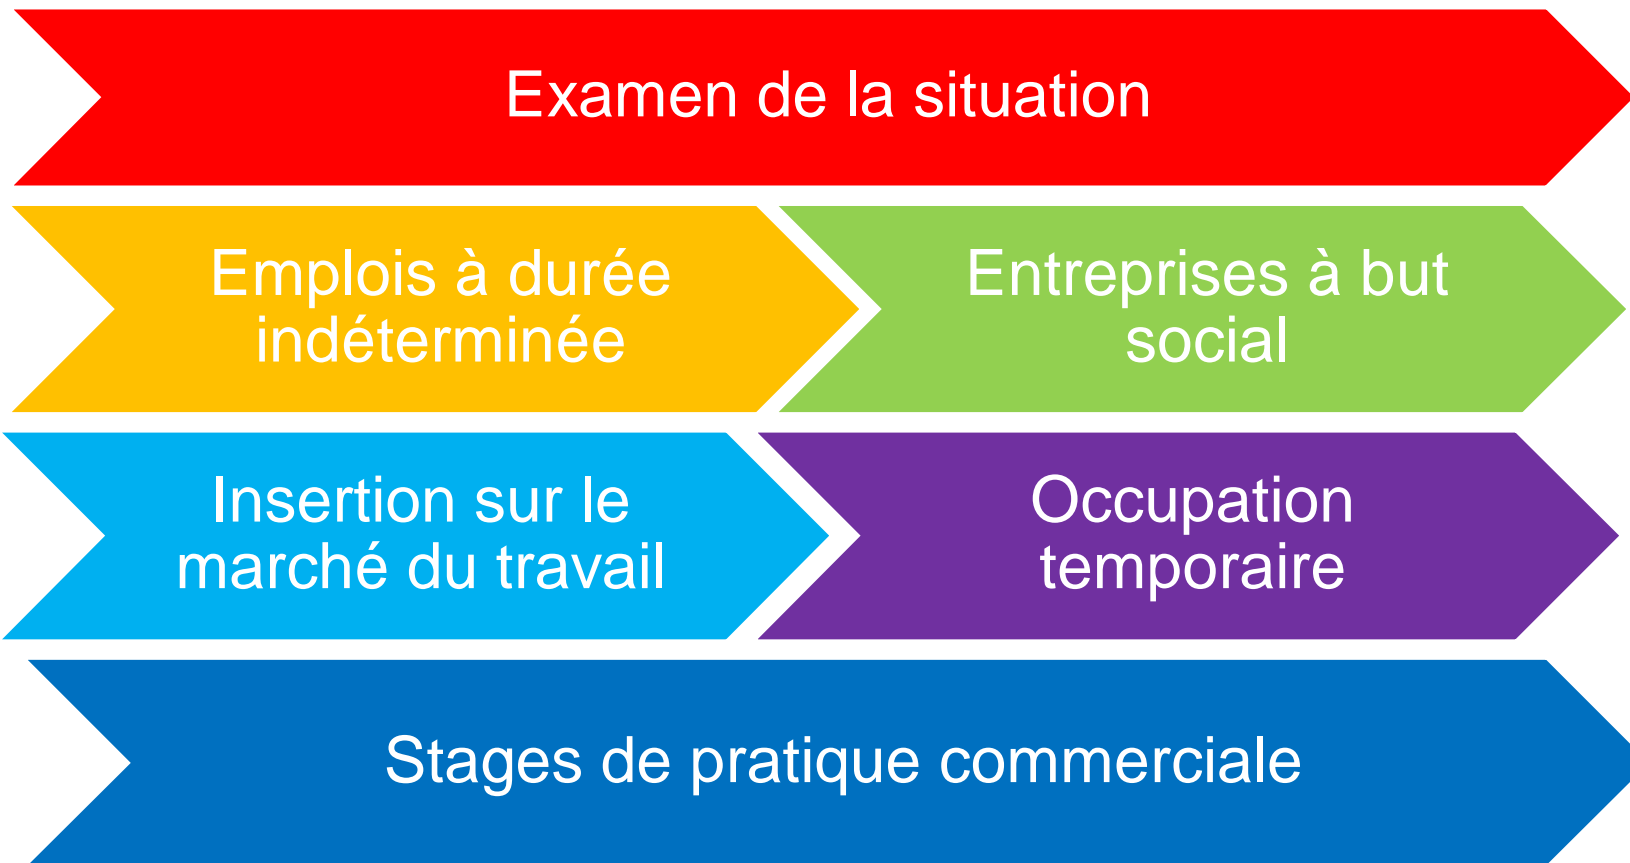 Examen de la situation
Emplois à durée
indéterminée
Entreprises à but
social
Insertion sur le
marché du travail
Occupation
temporaire
Stages de pratique commerciale